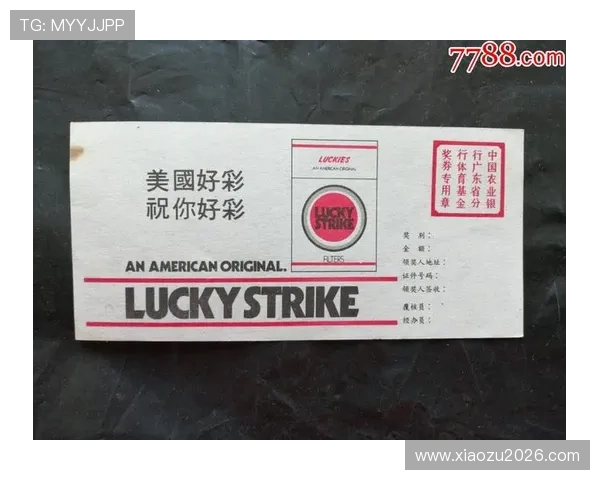 TG: MYYJJPP
7788.com
美國好彩
祝你好彩
LUCKIES
AN AMERICAN ORIGINAL
LUCKY
STRIKE
FILTERS
AN AMERICAN ORIGINAL.
LUCKY STRIKE
中国农业银
行广东省分
行体育基金
奖券专用章
奖别:
金额:
领奖人地址:
证件号码:
领奖人签收:
覆核员:
经办员:
www.xiaozu2026.com